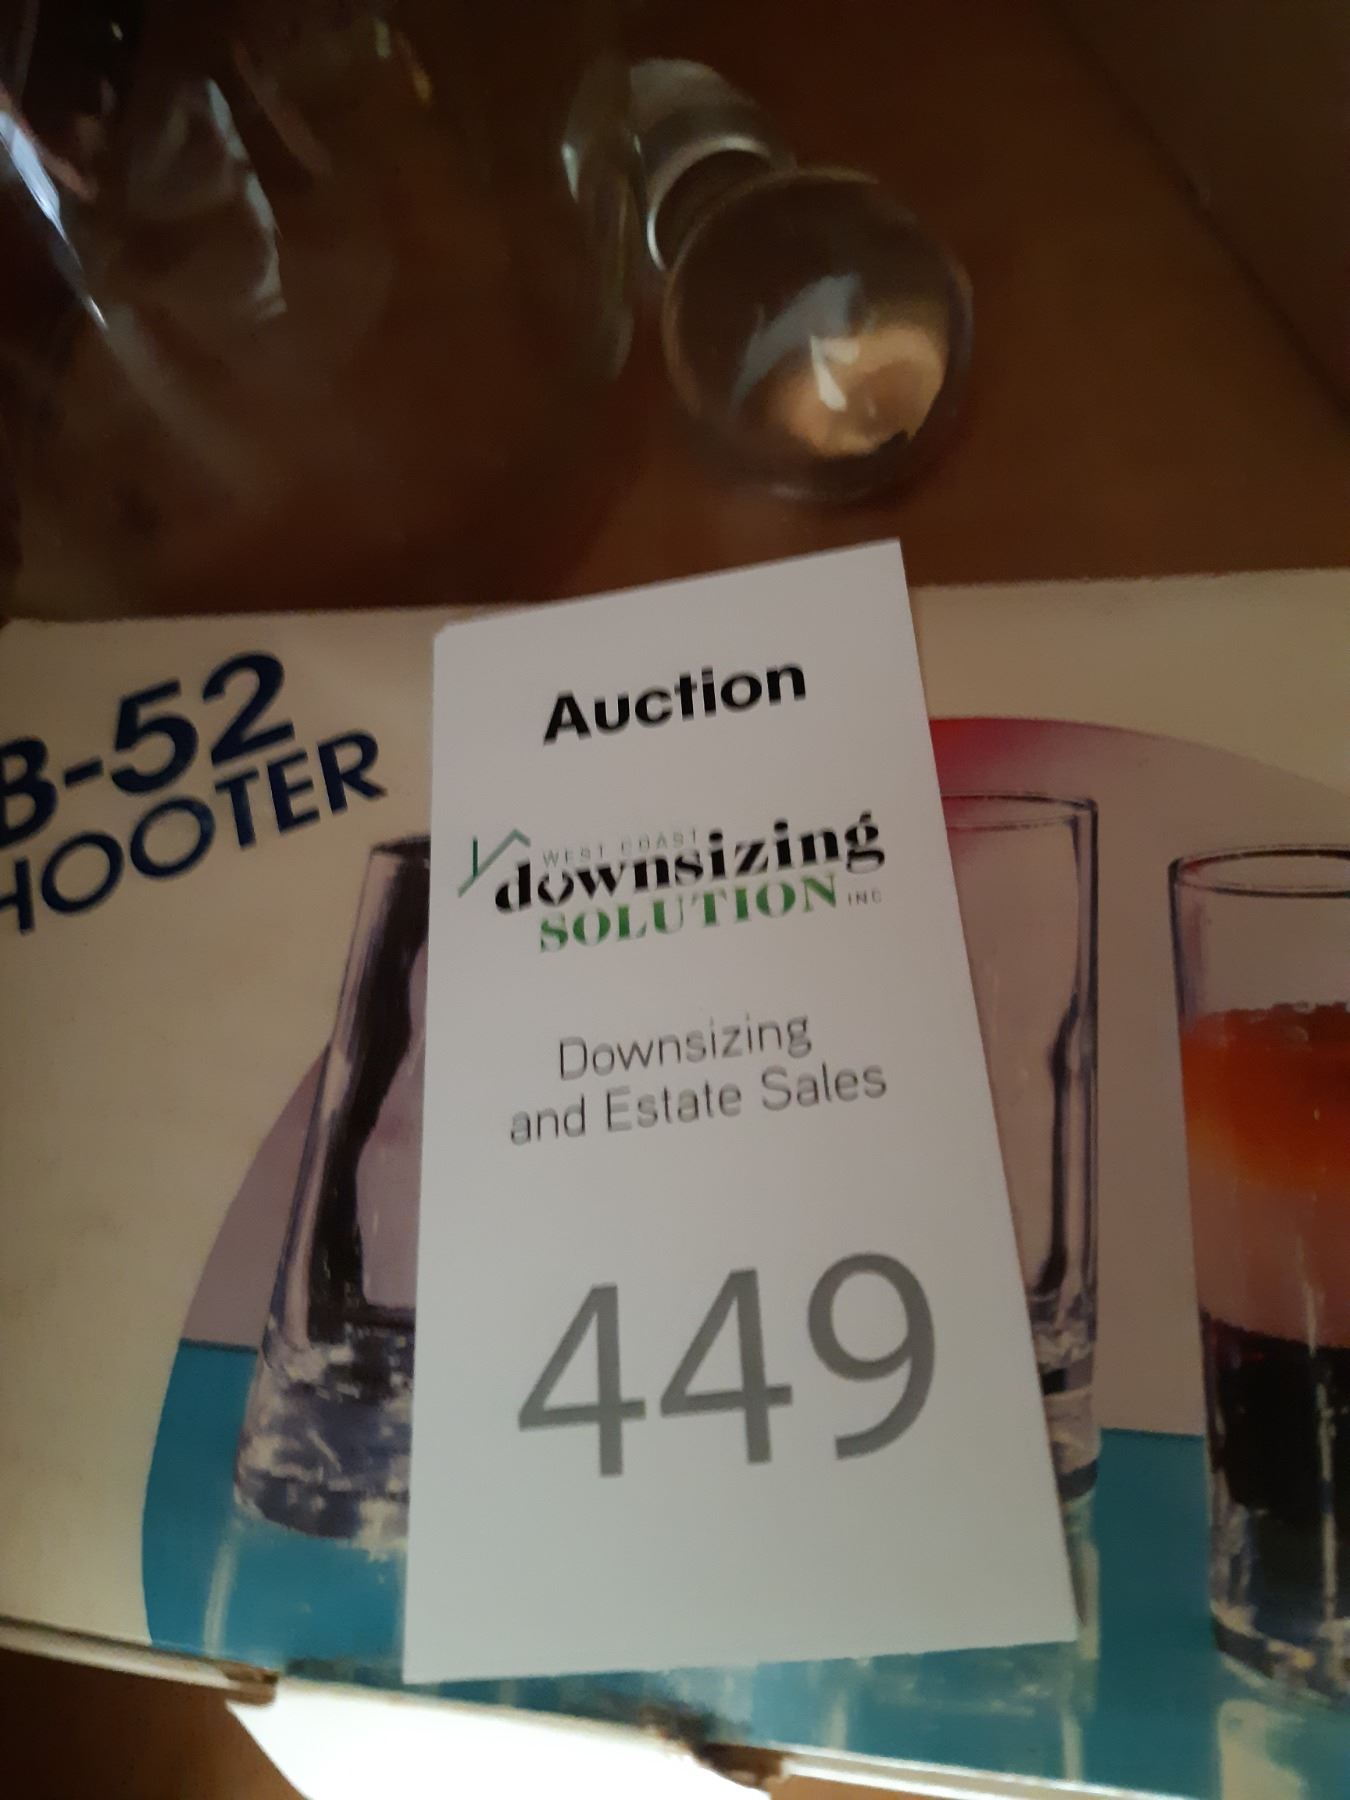 B-52
HOOTER
Auction
WEST COAST
downsizing
SOLUTION INC
Downsizing
and Estate Sales
449